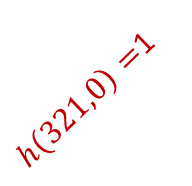 h(321,0) = 1